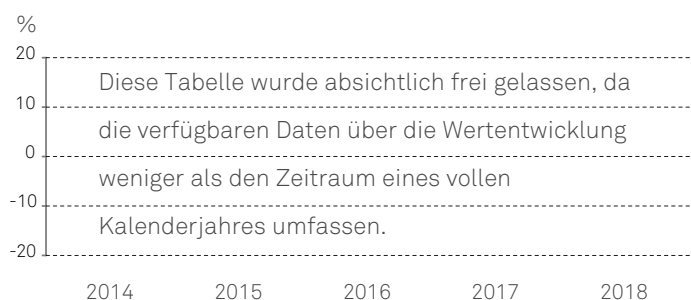 %
20
Diese Tabelle wurde absichtlich frei gelassen, da
10
die verfügbaren Daten über die Wertentwicklung
0
weniger als den Zeitraum eines vollen
-10
Kalenderjahres umfassen.
-20
2014 2015 2016 2017 2018